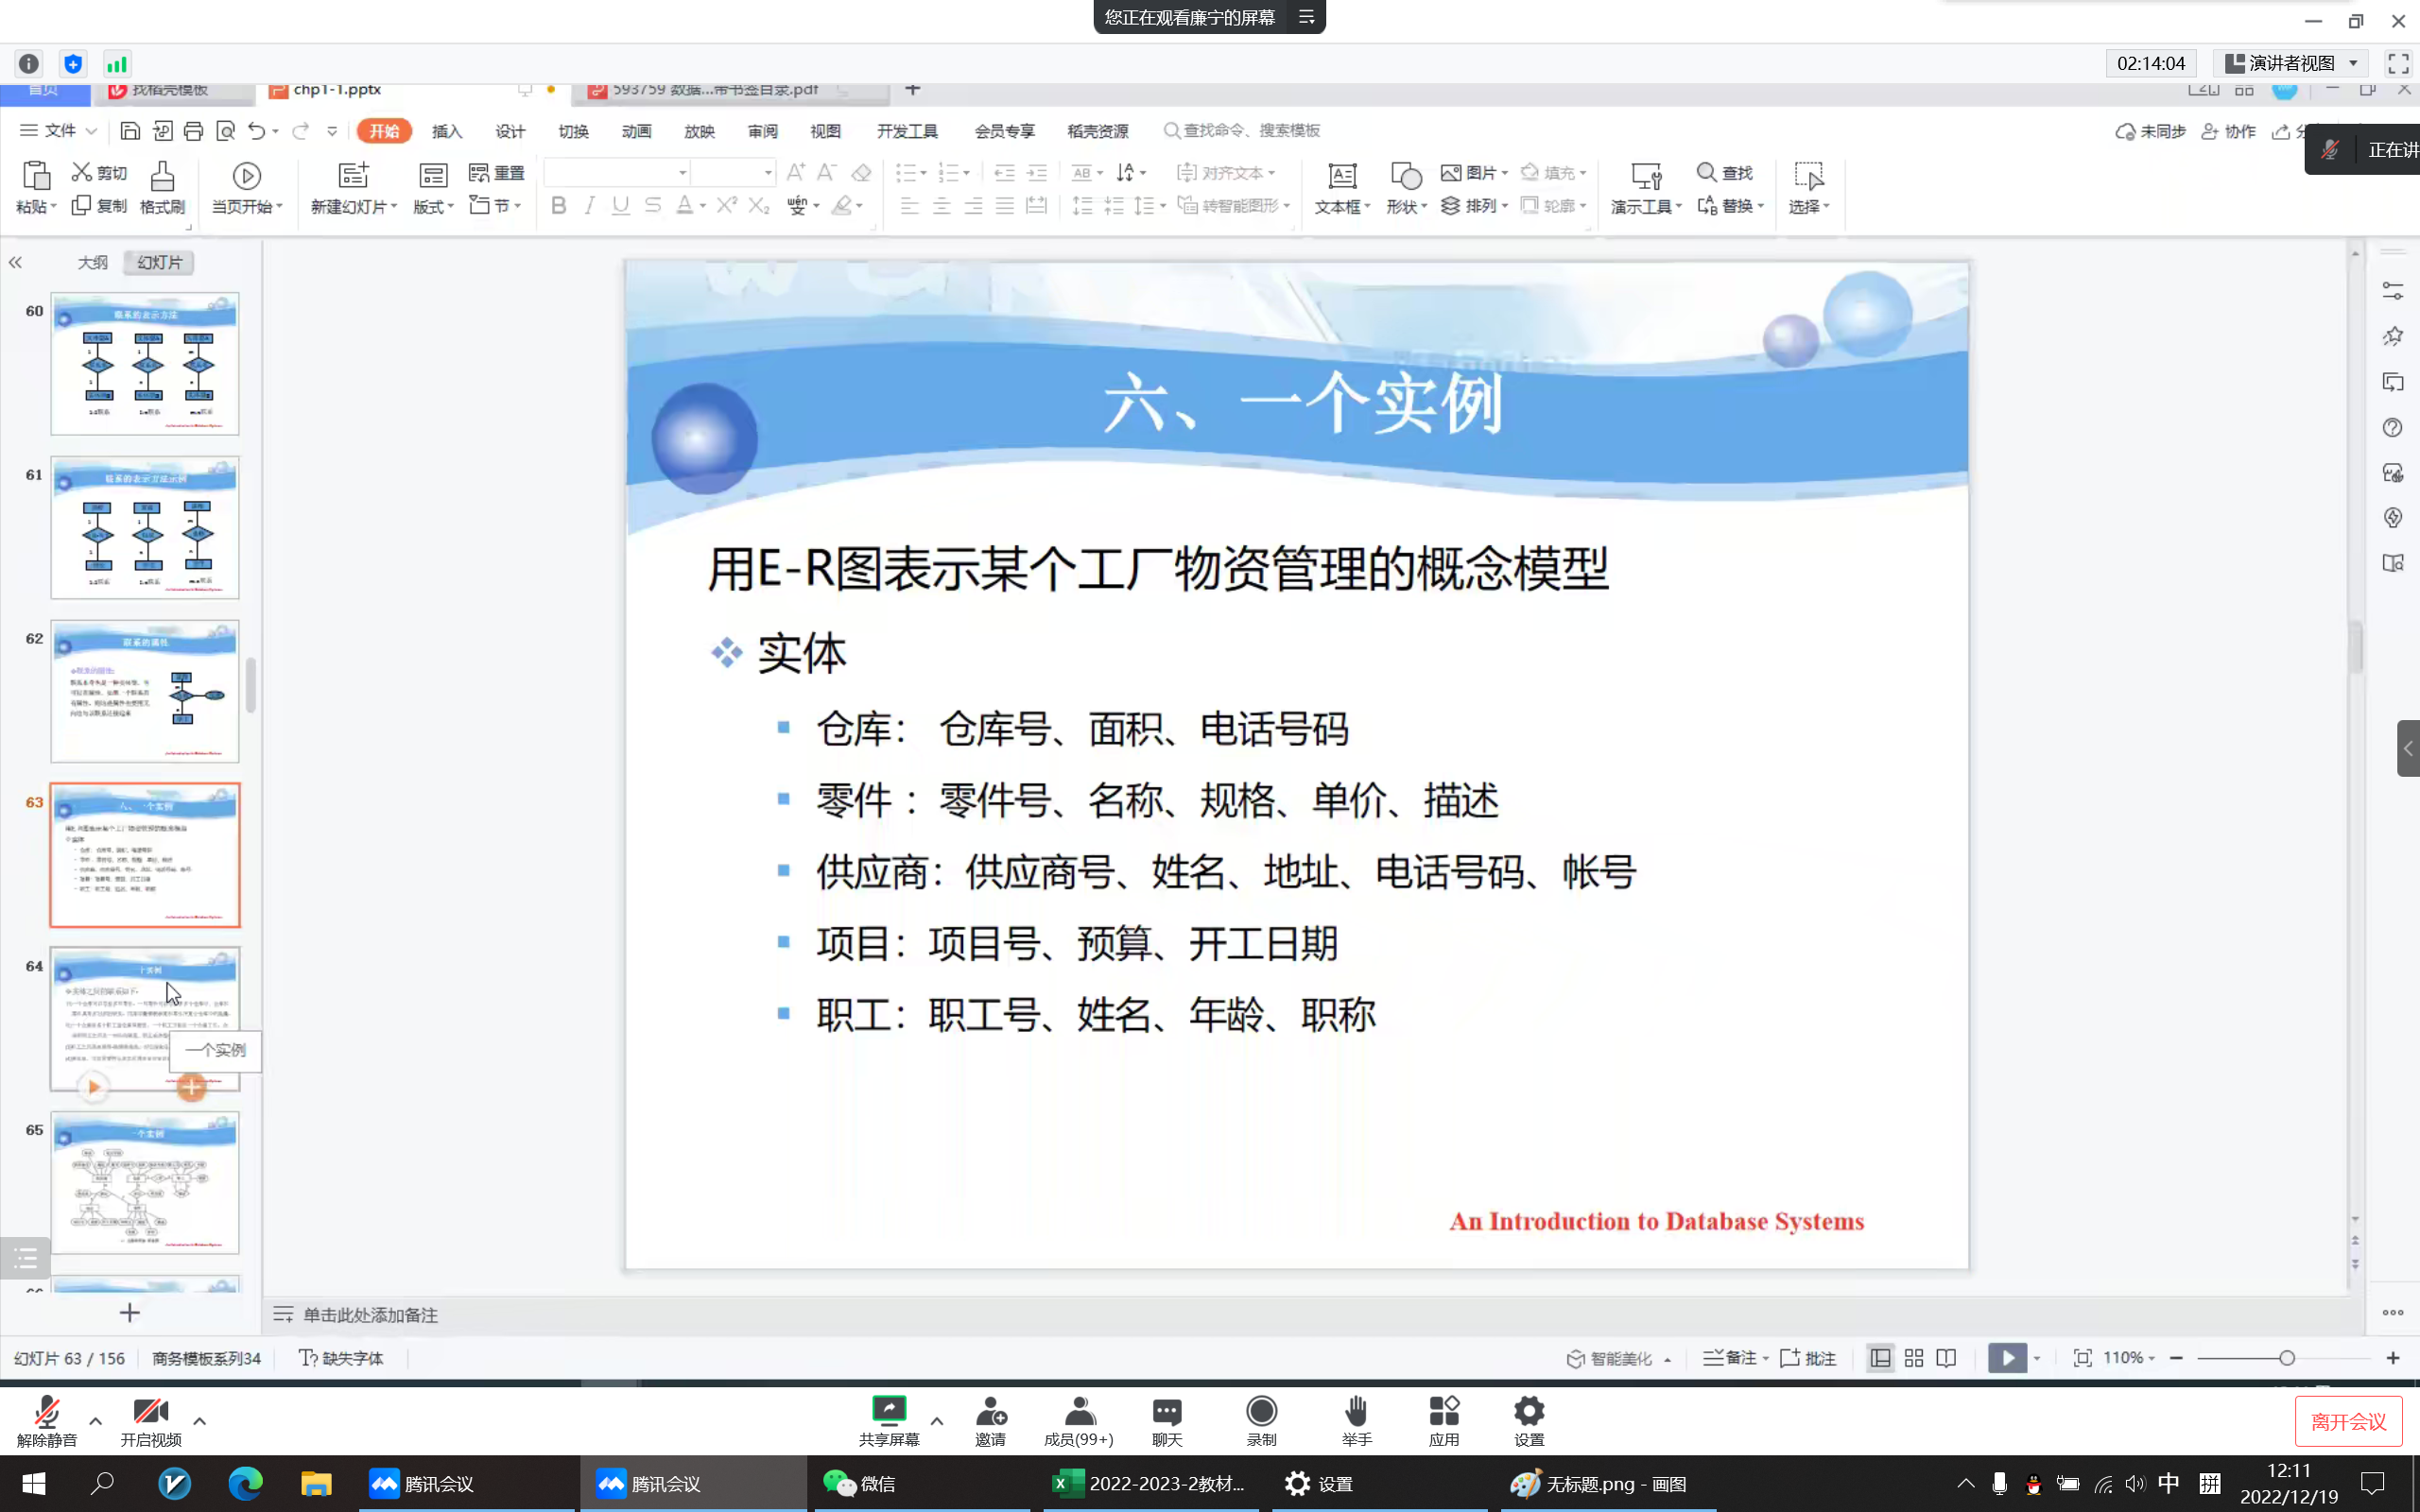 您正在观看廉宁的屏幕
02:14:04
演讲者视图
首页
找稻壳模板
chp1-1.pptx
593759 数据...带书签目录.pdf
文件
开始
插入
设计
切换
动画
放映
审阅
视图
开发工具
会员专享
稻壳资源
查找命令、搜索模板
未同步
协作
正在讲
粘贴
剪切
复制
格式刷
当页开始
新建幻灯片
版式
重置
节
对齐文本
转智能图形
文本框
形状
图片
排列
填充
轮廓
演示工具
查找
替换
选择
大纲
幻灯片
60
61
62
63
64
65
一个实例
六、一个实例
用E-R图表示某个工厂物资管理的概念模型
实体
仓库： 仓库号、面积、电话号码
零件 ：零件号、名称、规格、单价、描述
供应商：供应商号、姓名、地址、电话号码、帐号
项目：项目号、预算、开工日期
职工：职工号、姓名、年龄、职称
An Introduction to Database Systems
单击此处添加备注
幻灯片 63 / 156
商务模板系列34
缺失字体
智能美化
备注
批注
110%
解除静音
开启视频
共享屏幕
邀请
成员(99+)
聊天
录制
举手
应用
设置
离开会议
腾讯会议
腾讯会议
微信
2022-2023-2教材...
设置
无标题.png - 画图
中
拼
12:11
2022/12/19